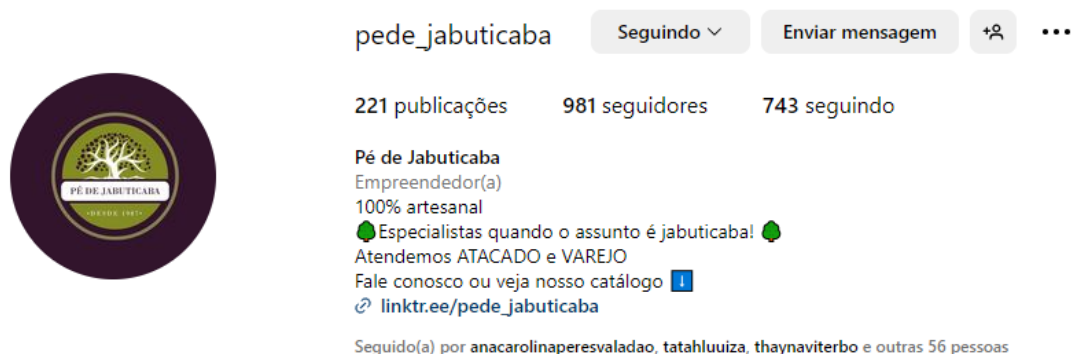 pede_jabuticaba
Seguindo
Enviar mensagem
221 publicações
981 seguidores
743 seguindo
PÉ DE JABUTICABA
•DESDE 1987•
Pé de Jabuticaba
Empreendedor(a)
100% artesanal
🌳Especialistas quando o assunto é jabuticaba! 🌳
Atendemos ATACADO e VAREJO
Fale conosco ou veja nosso catálogo ⬇️
linktr.ee/pede_jabuticaba
Seguido(a) por anacarolinaperesvaladao, tatahluuiza, thaynaviterbo e outras 56 pessoas